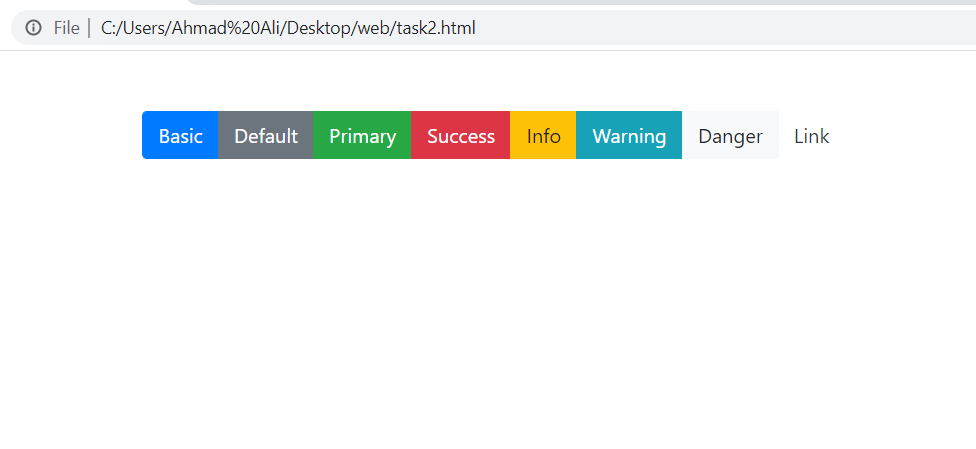 File C:/Users/Ahmad%20Ali/Desktop/web/task2.html
Basic Default Primary Success Info Warning Danger Link